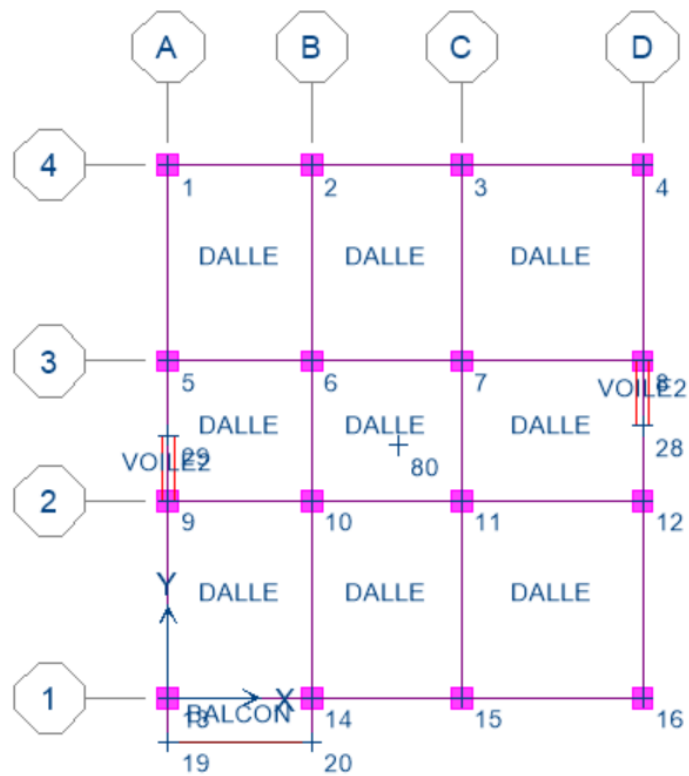 A B C D
4
1 2 3 4
DALLE DALLE DALLE
3
5 6 7 8
VOILE2
DALLE DALLE DALLE
28
29
VOILE2
80
2
9 10 11 12
Y
DALLE DALLE DALLE
1
X
13 14 15 16
BALCON
19 20